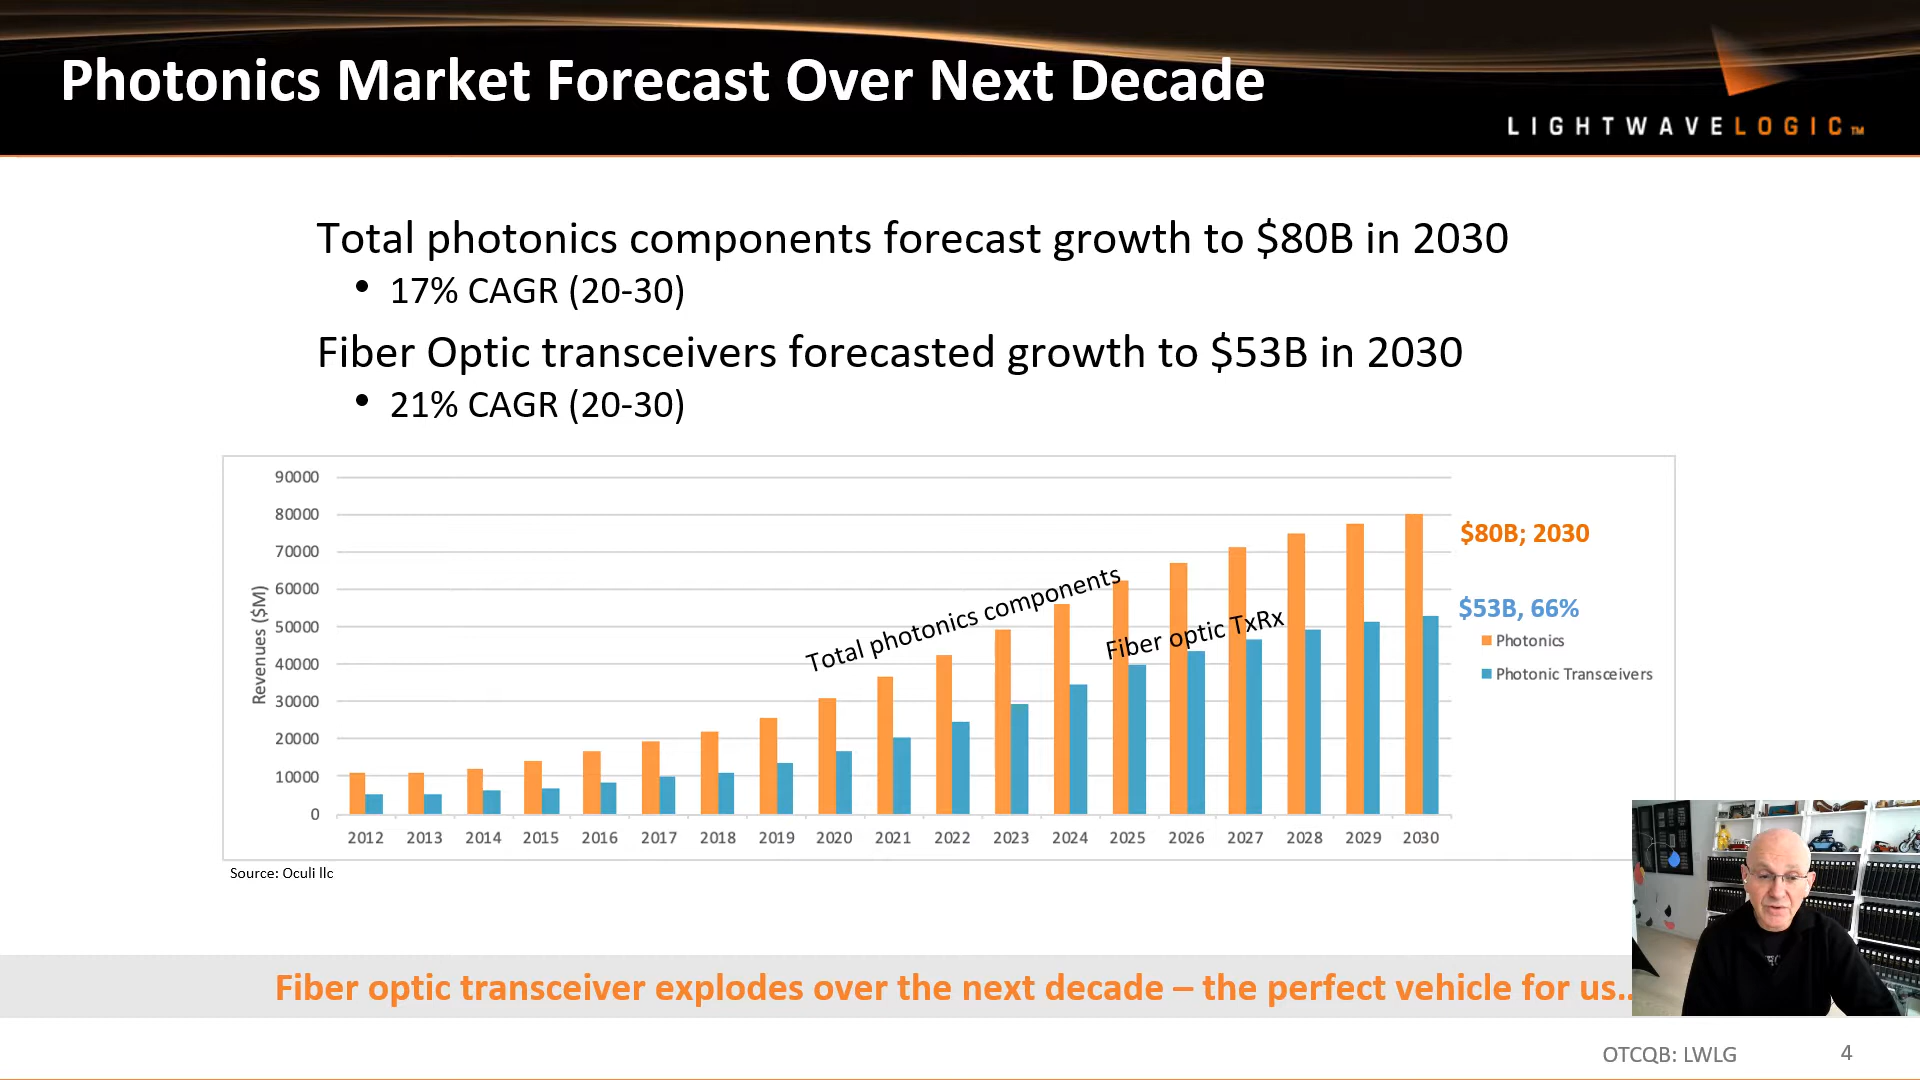 Photonics Market Forecast Over Next Decade
LIGHTWAVELOGIC™
Total photonics components forecast growth to $80B in 2030
• 17% CAGR (20-30)
Fiber Optic transceivers forecasted growth to $53B in 2030
• 21% CAGR (20-30)
Revenues ($M)
90000
80000
70000
60000
50000
40000
30000
20000
10000
0
Total photonics components
Fiber optic TxRx
$80B; 2030
$53B, 66%
Photonics
Photonic Transceivers
2012 2013 2014 2015 2016 2017 2018 2019 2020 2021 2022 2023 2024 2025 2026 2027 2028 2029 2030
Source: Oculi llc
Fiber optic transceiver explodes over the next decade – the perfect vehicle for us..
OTCQB: LWLG
4